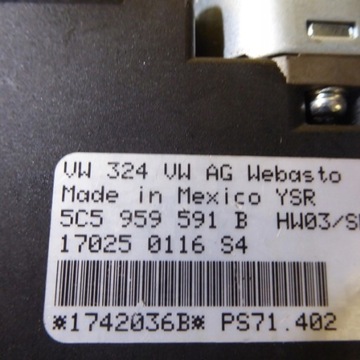 VW 324 VW AG Webasto
Made in Mexico YSR
5C5 959 591 B HW03/
17025 0116 S4
*1742036B* PS71.402